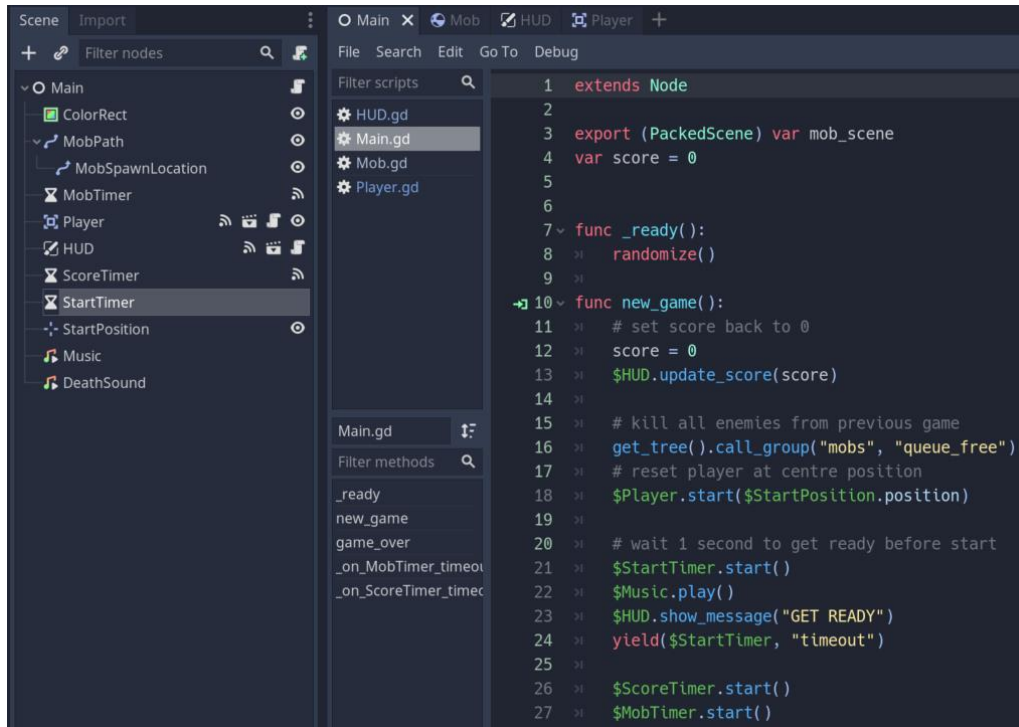 Scene Import
Filter nodes
Main
ColorRect
MobPath
MobSpawnLocation
MobTimer
Player
HUD
ScoreTimer
StartTimer
StartPosition
Music
DeathSound
Main Mob HUD Player
File Search Edit Go To Debug
Filter scripts
HUD.gd
Main.gd
Mob.gd
Player.gd
Main.gd
Filter methods
_ready
new_game
game_over
_on_MobTimer_timeou
_on_ScoreTimer_timec
1 extends Node
2
3 export (PackedScene) var mob_scene
4 var score = 0
5
6
7 func _ready():
8 randomize()
9
10 func new_game():
11 # set score back to 0
12 score = 0
13 $HUD.update_score(score)
14
15 # kill all enemies from previous game
16 get_tree().call_group("mobs", "queue_free")
17 # reset player at centre position
18 $Player.start($StartPosition.position)
19
20 # wait 1 second to get ready before start
21 $StartTimer.start()
22 $Music.play()
23 $HUD.show_message("GET READY")
24 yield($StartTimer, "timeout")
25
26 $ScoreTimer.start()
27 $MobTimer.start()